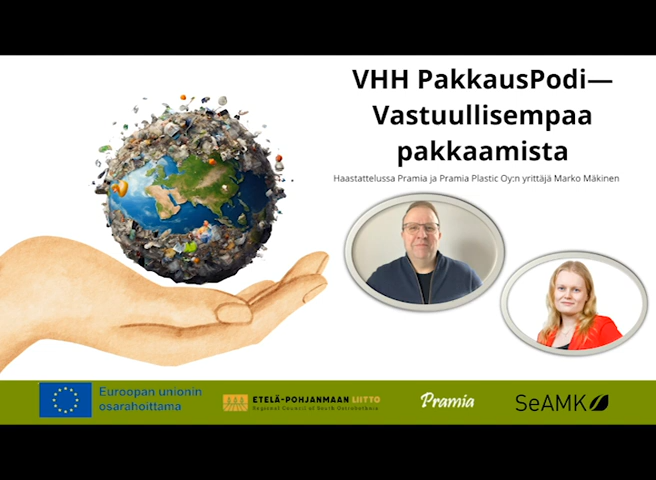 VHH PakkausPodi—
Vastuullisempaa
pakkaamista
Haastattelussa Pramia ja Pramia Plastic Oy:n yrittäjä Marko Mäkinen
Euroopan unionin
osarahoittama
ETELÄ-POHJANMAAN LIITTO
Regional Council of South Ostrobothnia
Pramia
SeAMK